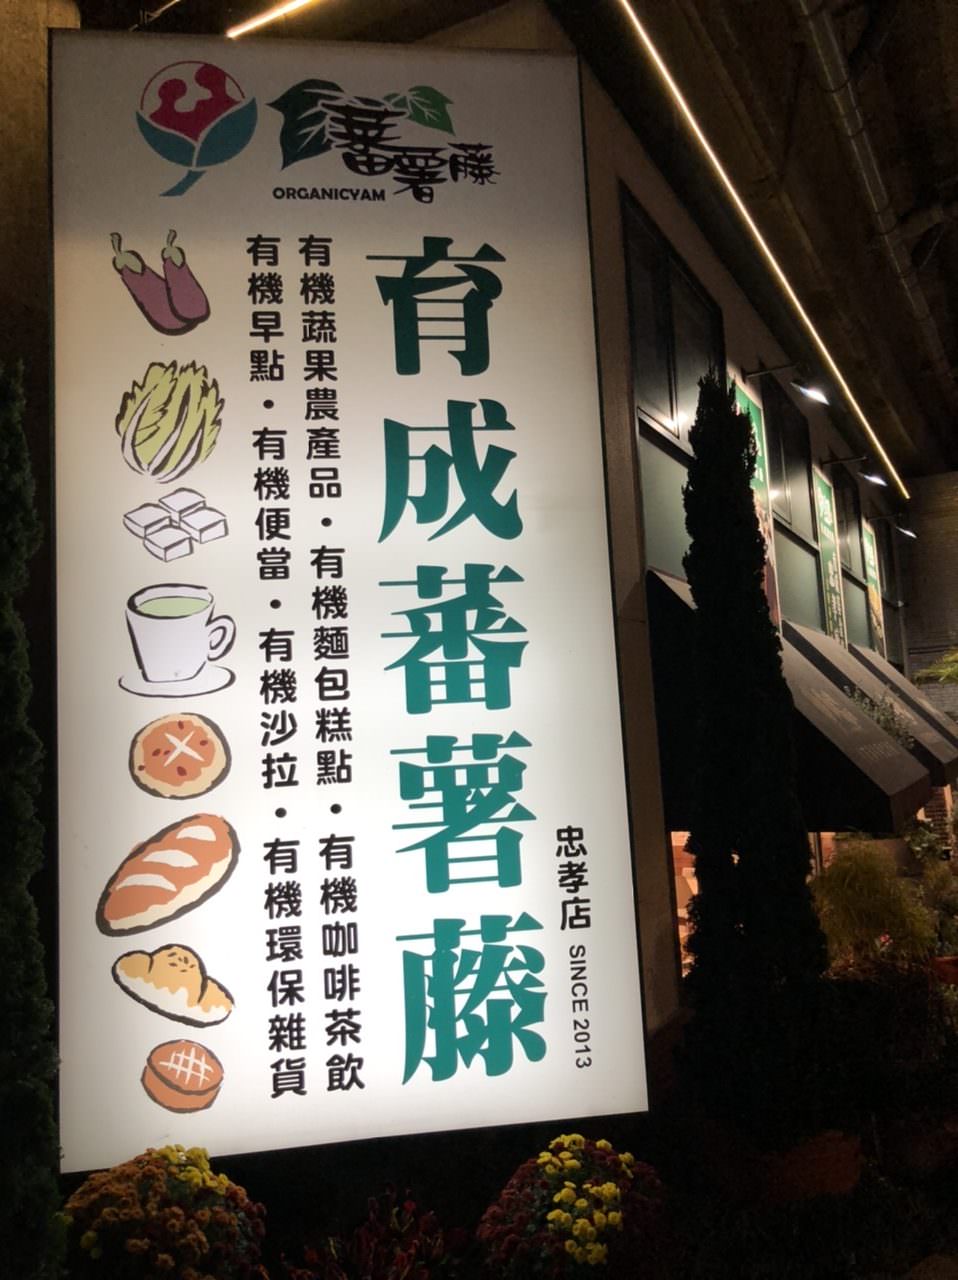 蕃薯藤
ORGANICYAM
育成蕃薯藤
忠孝店 SINCE 2013
有機蔬果農產品・有機麵包糕點・有機咖啡茶飲
有機早點・有機便當・有機沙拉・有機環保雜貨